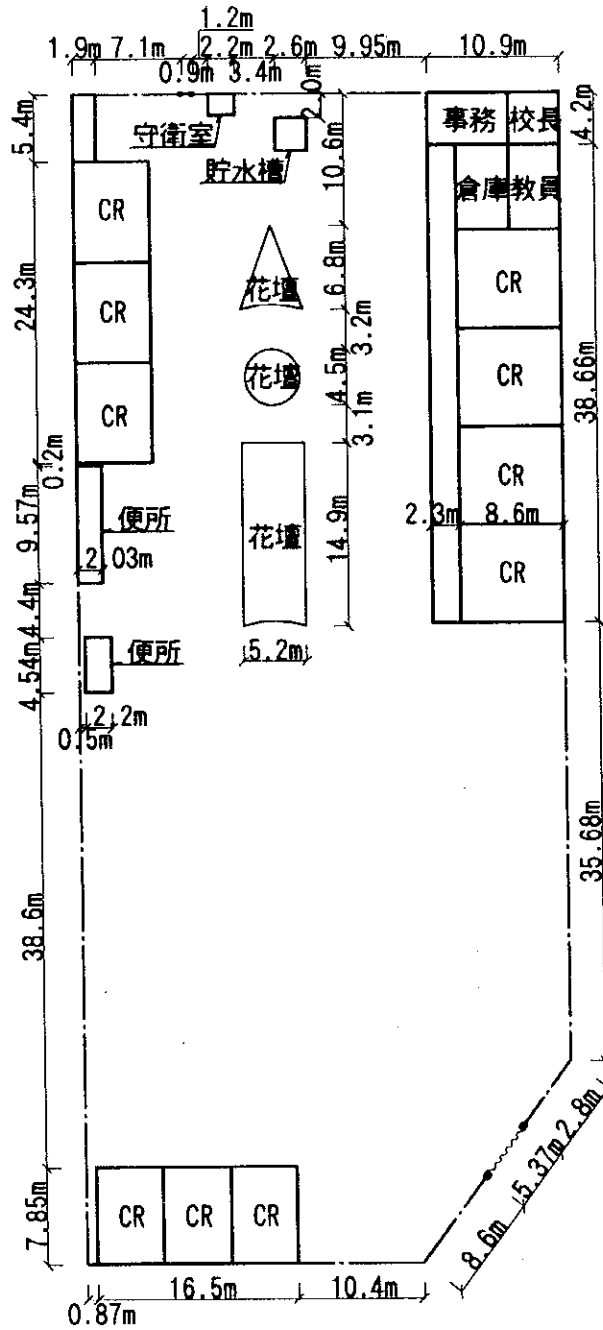 1.2m
1.9m 7.1m 2.2m 2.6m 9.95m 10.9m
0.9m 3.4m
5.4m
2.0m
4.2m
事務 校長
守衛室
貯水槽
10.6m
倉庫 教員
CR
CR
24.3m
花壇
6.8m
CR
3.2m
38.66m
CR
花壇
4.5m
CR
3.1m
0.2m
CR
9.57m
便所
2.03m
花壇
14.9m
2.3m 8.6m
CR
4.4m
便所
5.2m
4.54m
2.2m
0.5m
35.68m
38.6m
2.8m
5.37m
8.6m
7.85m
CR CR CR
16.5m 10.4m
0.87m